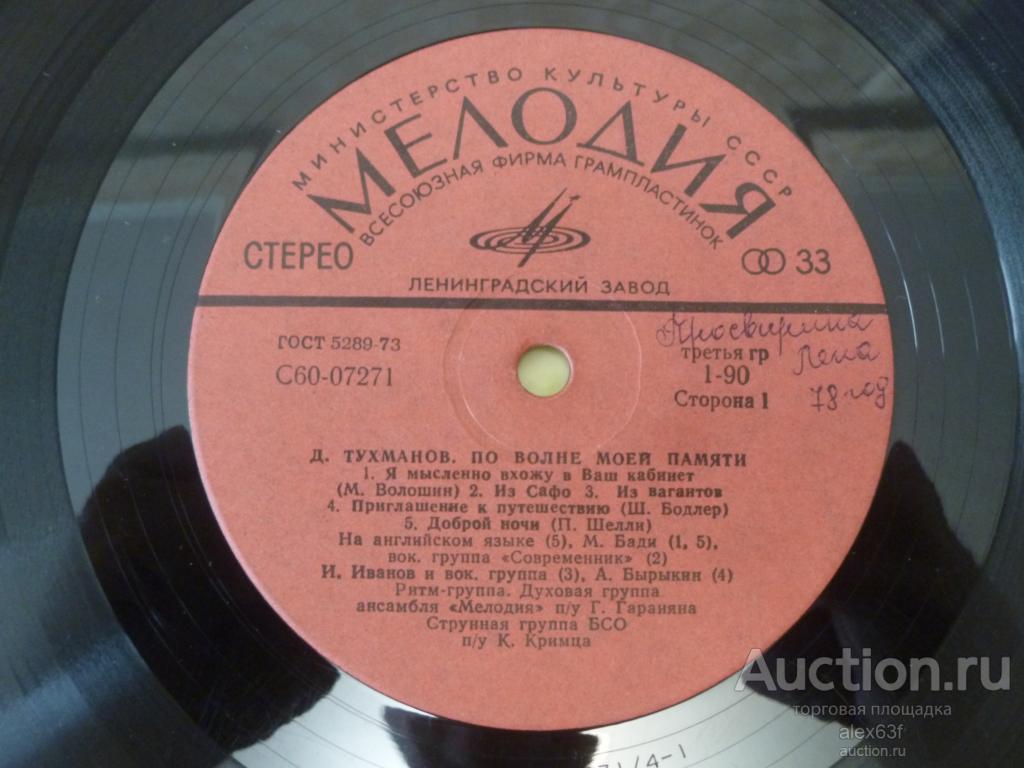 МИНИСТЕРСТВО КУЛЬТУРЫ СССР
МЕЛОДИЯ
ВСЕСОЮЗНАЯ ФИРМА ГРАМПЛАСТИНОК
СТЕРЕО
33
ЛЕНИНГРАДСКИЙ ЗАВОД
ГОСТ 5289-73
С60-07271
Просвирина
Лена
78 год
третья гр
1-90
Сторона 1
Д. ТУХМАНОВ. ПО ВОЛНЕ МОЕЙ ПАМЯТИ
1. Я мысленно вхожу в Ваш кабинет
(М. Волошин) 2. Из Сафо 3. Из вагантов
4. Приглашение к путешествию (Ш. Бодлер)
5. Доброй ночи (П. Шелли)
На английском языке (5), М. Бади (1, 5),
вок. группа «Современник» (2)
И. Иванов и вок. группа (3), А. Бырыкин (4)
Ритм-группа. Духовая группа
ансамбля «Мелодия» п/у Г. Гараняна
Струнная группа БСО
п/у К. Кримца
71/4-1
Auction.ru
торговая площадка
alex63f
auction.ru